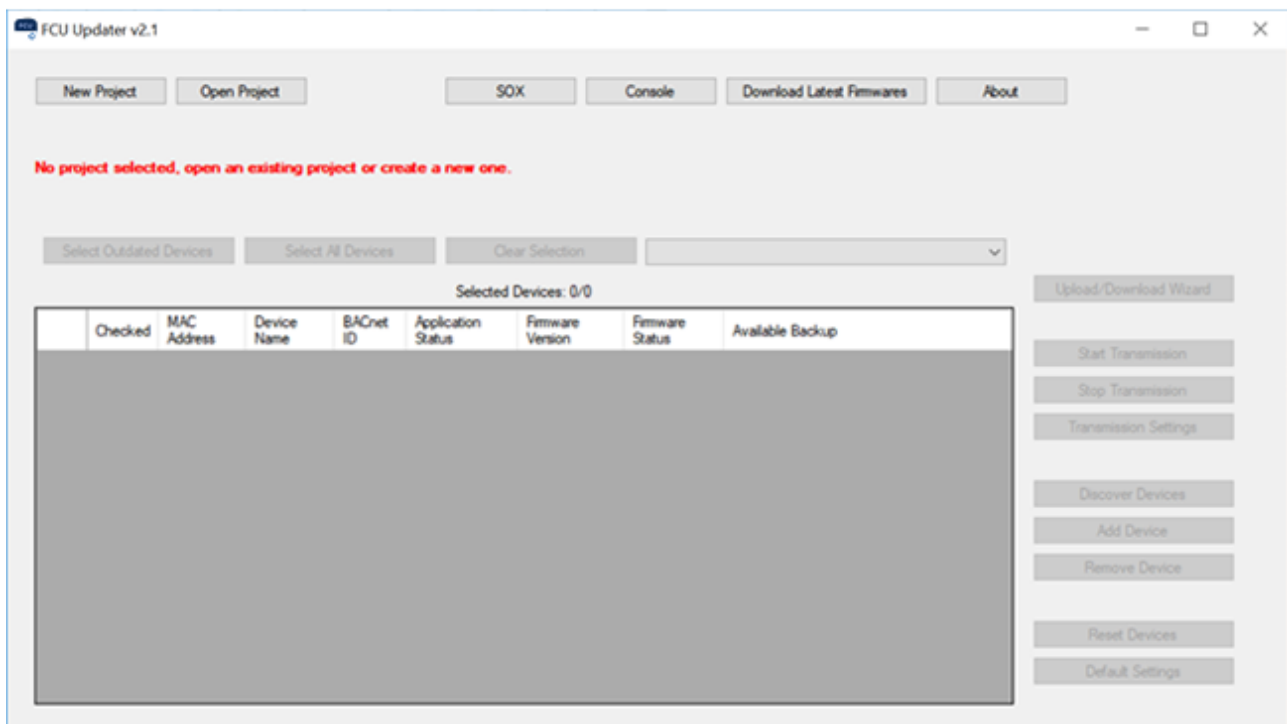 FCU Updater v2.1
New Project Open Project SOX Console Download Latest Firmwares About
No project selected, open an existing project or create a new one.
Select Outdated Devices Select All Devices Clear Selection
Selected Devices: 0/0
Upload/Download Wizard
Checked MAC Address Device Name BACnet ID Application Status Firmware Version Firmware Status Available Backup
Start Transmission
Stop Transmission
Transmission Settings
Discover Devices
Add Device
Remove Device
Reset Devices
Default Settings